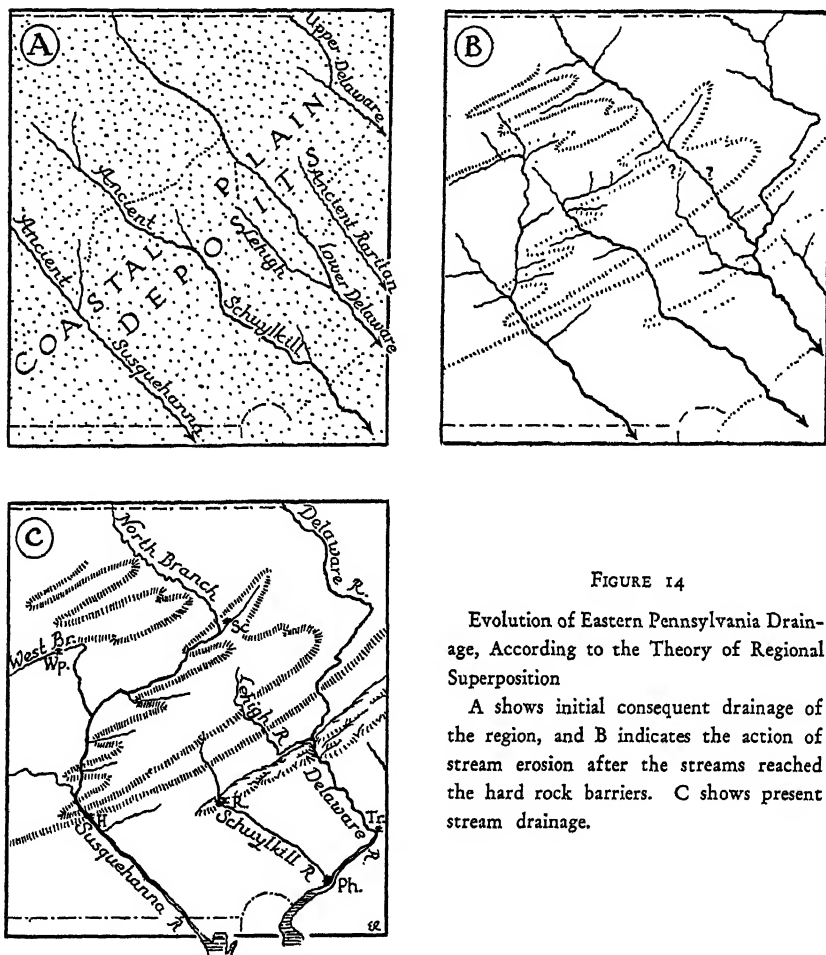 A
Upper Delaware
COASTAL PLAIN
DEPOSITS
Ancient Raritan
Ancient
Lehigh
Lower Delaware
Ancient
Schuylkill
Susquehanna
B
? ?
C
North Branch
Delaware R.
Sc.
West Br.
Wp.
Lehigh R.
Delaware R.
H
R.
Tr.
Susquehanna R
Schuylkill R
Ph.
ER
FIGURE 14
Evolution of Eastern Pennsylvania Drain-
age, According to the Theory of Regional
Superposition
A shows initial consequent drainage of
the region, and B indicates the action of
stream erosion after the streams reached
the hard rock barriers. C shows present
stream drainage.